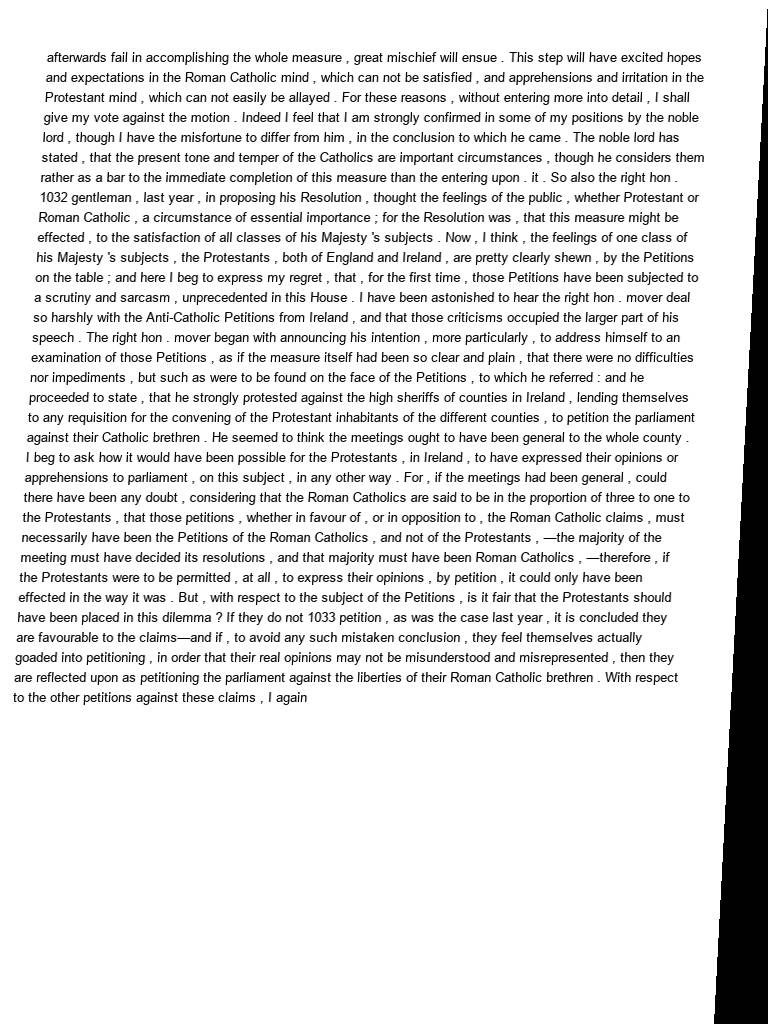 afterwards fail in accomplishing the whole measure , great mischief will ensue . This step will have excited hopes
and expectations in the Roman Catholic mind , which can not be satisfied , and apprehensions and irritation in the
Protestant mind , which can not easily be allayed . For these reasons , without entering more into detail , I shall
give my vote against the motion . Indeed I feel that I am strongly confirmed in some of my positions by the noble
lord , though I have the misfortune to differ from him , in the conclusion to which he came . The noble lord has
stated , that the present tone and temper of the Catholics are important circumstances , though he considers them
rather as a bar to the immediate completion of this measure than the entering upon . it . So also the right hon .
1032 gentleman , last year , in proposing his Resolution , thought the feelings of the public , whether Protestant or
Roman Catholic , a circumstance of essential importance ; for the Resolution was , that this measure might be
effected , to the satisfaction of all classes of his Majesty 's subjects . Now , I think , the feelings of one class of
his Majesty 's subjects , the Protestants , both of England and Ireland , are pretty clearly shewn , by the Petitions
on the table ; and here I beg to express my regret , that , for the first time , those Petitions have been subjected to
a scrutiny and sarcasm , unprecedented in this House . I have been astonished to hear the right hon . mover deal
so harshly with the Anti-Catholic Petitions from Ireland , and that those criticisms occupied the larger part of his
speech . The right hon . mover began with announcing his intention , more particularly , to address himself to an
examination of those Petitions , as if the measure itself had been so clear and plain , that there were no difficulties
nor impediments , but such as were to be found on the face of the Petitions , to which he referred : and he
proceeded to state , that he strongly protested against the high sheriffs of counties in Ireland , lending themselves
to any requisition for the convening of the Protestant inhabitants of the different counties , to petition the parliament
against their Catholic brethren . He seemed to think the meetings ought to have been general to the whole county .
I beg to ask how it would have been possible for the Protestants , in Ireland , to have expressed their opinions or
apprehensions to parliament , on this subject , in any other way . For , if the meetings had been general , could
there have been any doubt , considering that the Roman Catholics are said to be in the proportion of three to one to
the Protestants , that those petitions , whether in favour of , or in opposition to , the Roman Catholic claims , must
necessarily have been the Petitions of the Roman Catholics , and not of the Protestants , —the majority of the
meeting must have decided its resolutions , and that majority must have been Roman Catholics , —therefore , if
the Protestants were to be permitted , at all , to express their opinions , by petition , it could only have been
effected in the way it was . But , with respect to the subject of the Petitions , is it fair that the Protestants should
have been placed in this dilemma ? If they do not 1033 petition , as was the case last year , it is concluded they
are favourable to the claims—and if , to avoid any such mistaken conclusion , they feel themselves actually
goaded into petitioning , in order that their real opinions may not be misunderstood and misrepresented , then they
are reflected upon as petitioning the parliament against the liberties of their Roman Catholic brethren . With respect
to the other petitions against these claims , I again